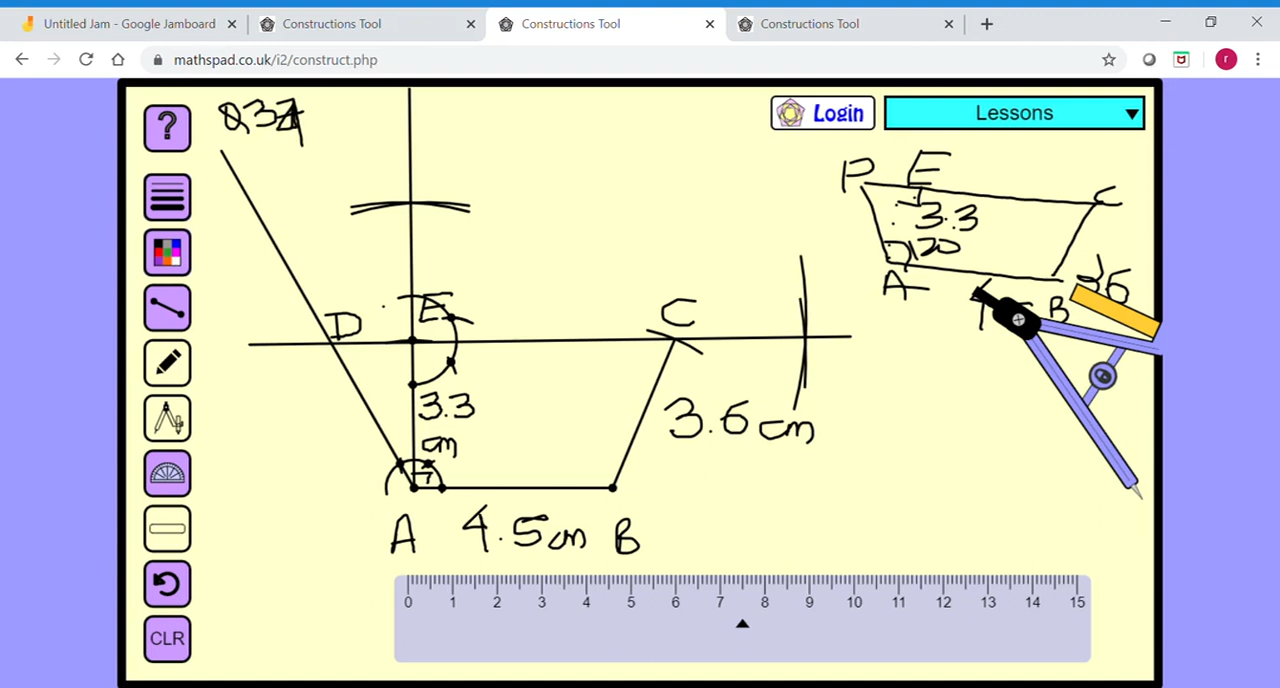 Untitled Jam - Google Jamboard
Constructions Tool
Constructions Tool
Constructions Tool
mathspad.co.uk/i2/construct.php
r
?
Login
Lessons
CLR
P E C
3.3
120
A B
3.6
D E C
3.3
cm
3.6 cm
A 4.5cm B
0 1 2 3 4 5 6 7 8 9 10 11 12 13 14 15